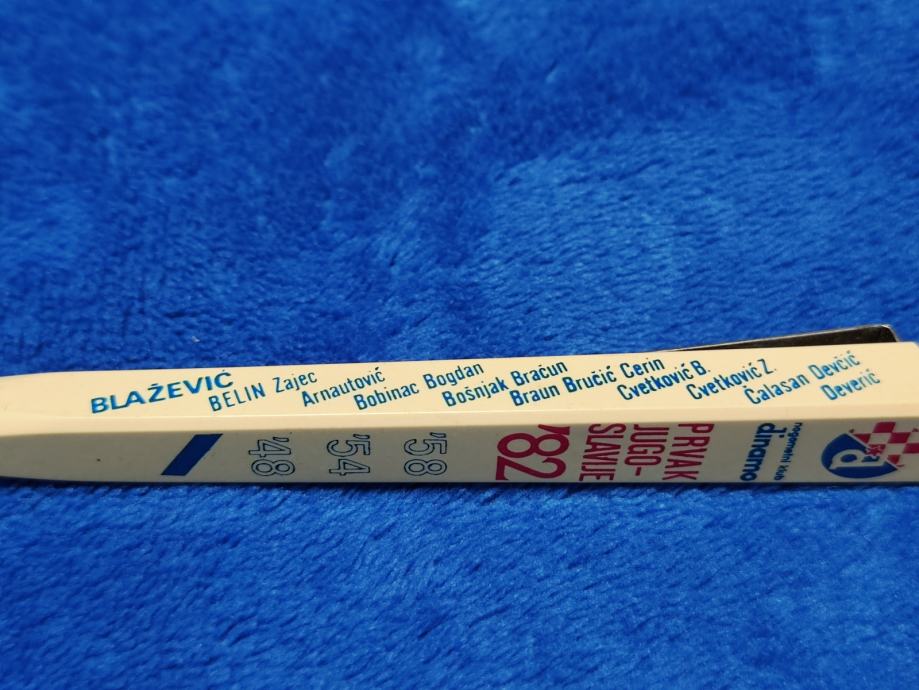 BLAŽEVIĆ
BELIN Zajec
Arnautović
Bobinac Bogdan
Bošnjak Bračun
Braun Bručić Cerin
Cvetković B.
Cvetković Z.
Čalasan Devčić
Deverić
'48
'54
'58
'82
PRVAK
JUGO-
SLAVIJE
nogometni klub
dinamo
d